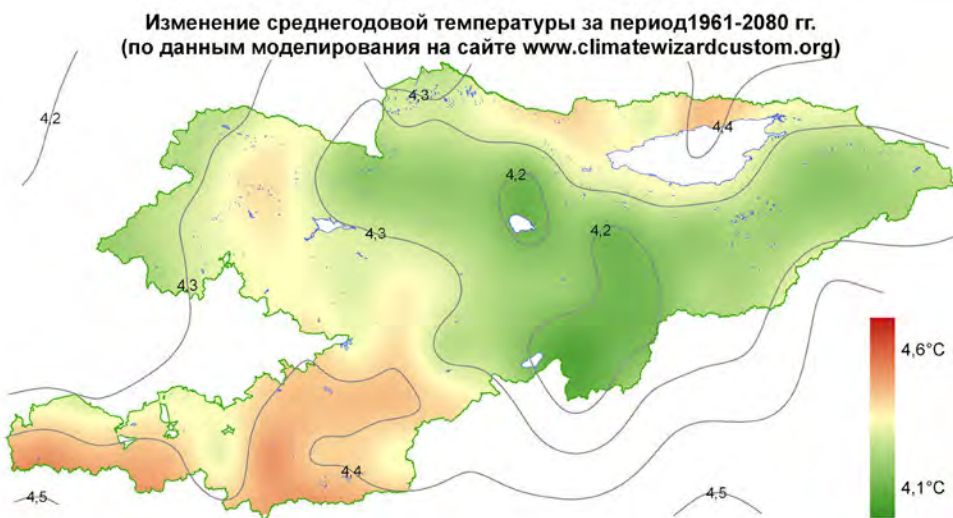 Изменение среднегодовой температуры за период1961-2080 гг.
(по данным моделирования на сайте www.climatewizardcustom.org)
4,2
4,3
4,4
4,2
4,3
4,2
4,3
4,6°C
4,4
4,1°C
4,5
4,5